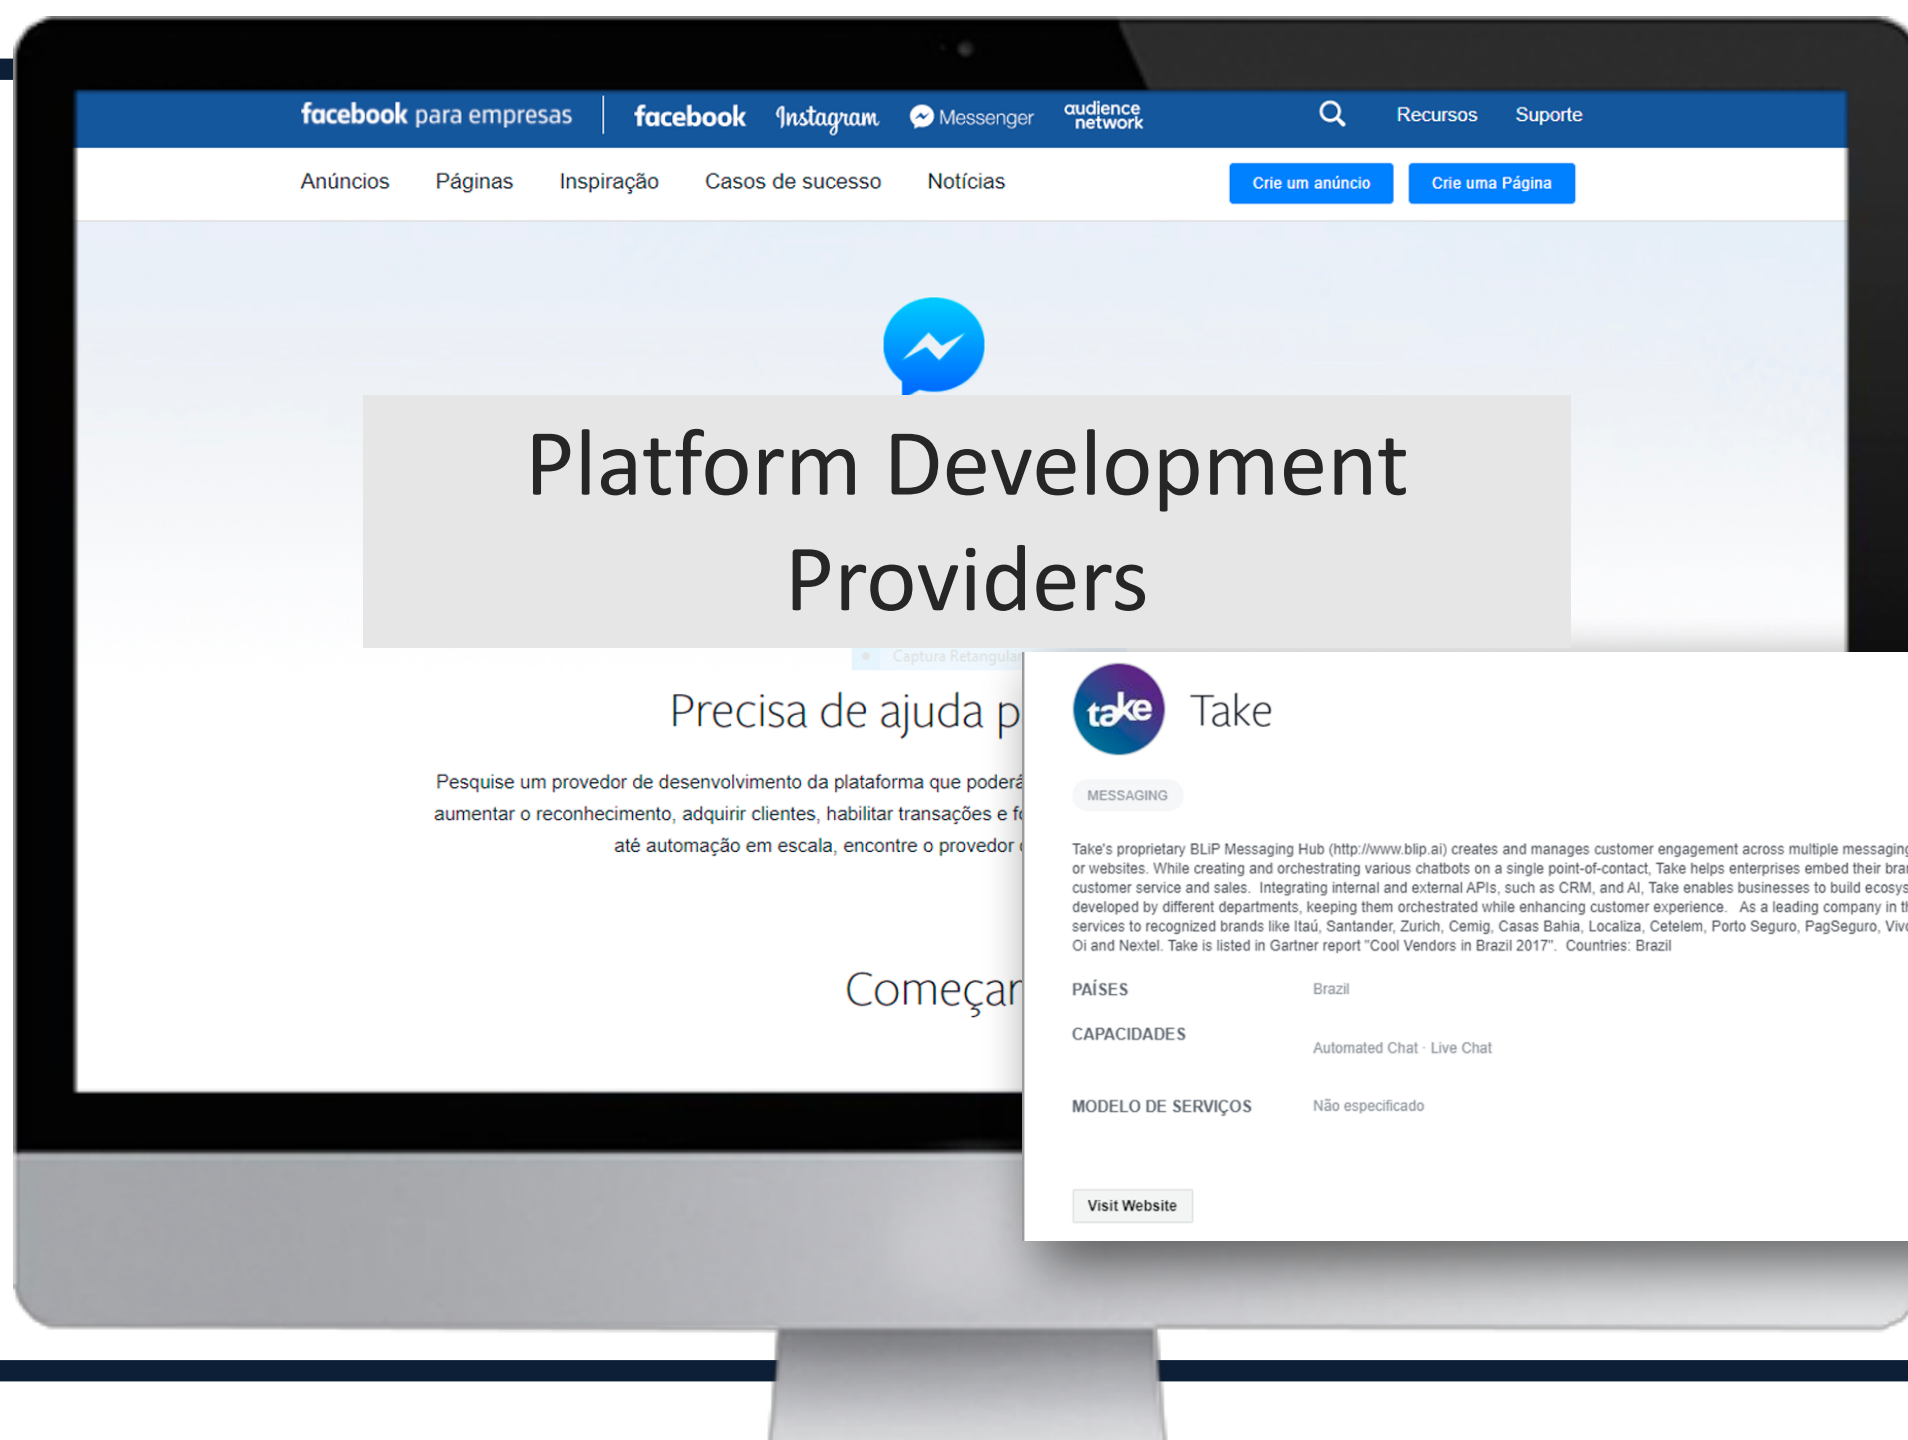 facebook para empresas facebook Instagram Messenger audience network Recursos Suporte
Anúncios Páginas Inspiração Casos de sucesso Notícias Crie um anúncio Crie uma Página
Platform Development
Providers
Captura Retangular
Precisa de ajuda p
Pesquise um provedor de desenvolvimento da plataforma que poderá
aumentar o reconhecimento, adquirir clientes, habilitar transações e
até automação em escala, encontre o provedor
Começar
take Take
MESSAGING
Take's proprietary BLiP Messaging Hub (http://www.blip.ai) creates and manages customer engagement across multiple messaging
or websites. While creating and orchestrating various chatbots on a single point-of-contact, Take helps enterprises embed their
customer service and sales. Integrating internal and external APIs, such as CRM, and AI, Take enables businesses to build
developed by different departments, keeping them orchestrated while enhancing customer experience. As a leading company in
services to recognized brands like Itaú, Santander, Zurich, Cemig, Casas Bahia, Localiza, Cetelem, Porto Seguro, PagSeguro, Vivo
Oi and Nextel. Take is listed in Gartner report "Cool Vendors in Brazil 2017". Countries: Brazil
PAÍSES Brazil
CAPACIDADES
Automated Chat · Live Chat
MODELO DE SERVIÇOS Não especificado
Visit Website